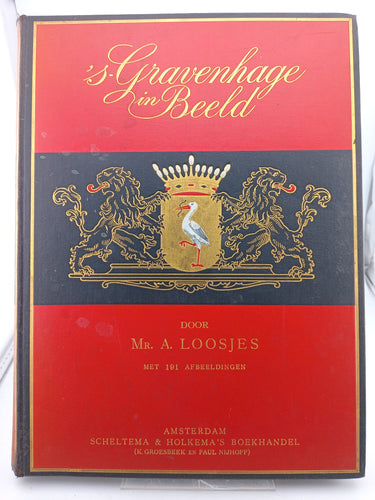 's-Gravenhage
in Beeld
DOOR
MR. A. LOOSJES
MET 191 AFBEELDINGEN
AMSTERDAM
SCHELTEMA & HOLKEMA'S BOEKHANDEL
(K. GROESBEEK EN PAUL NIJHOFF)